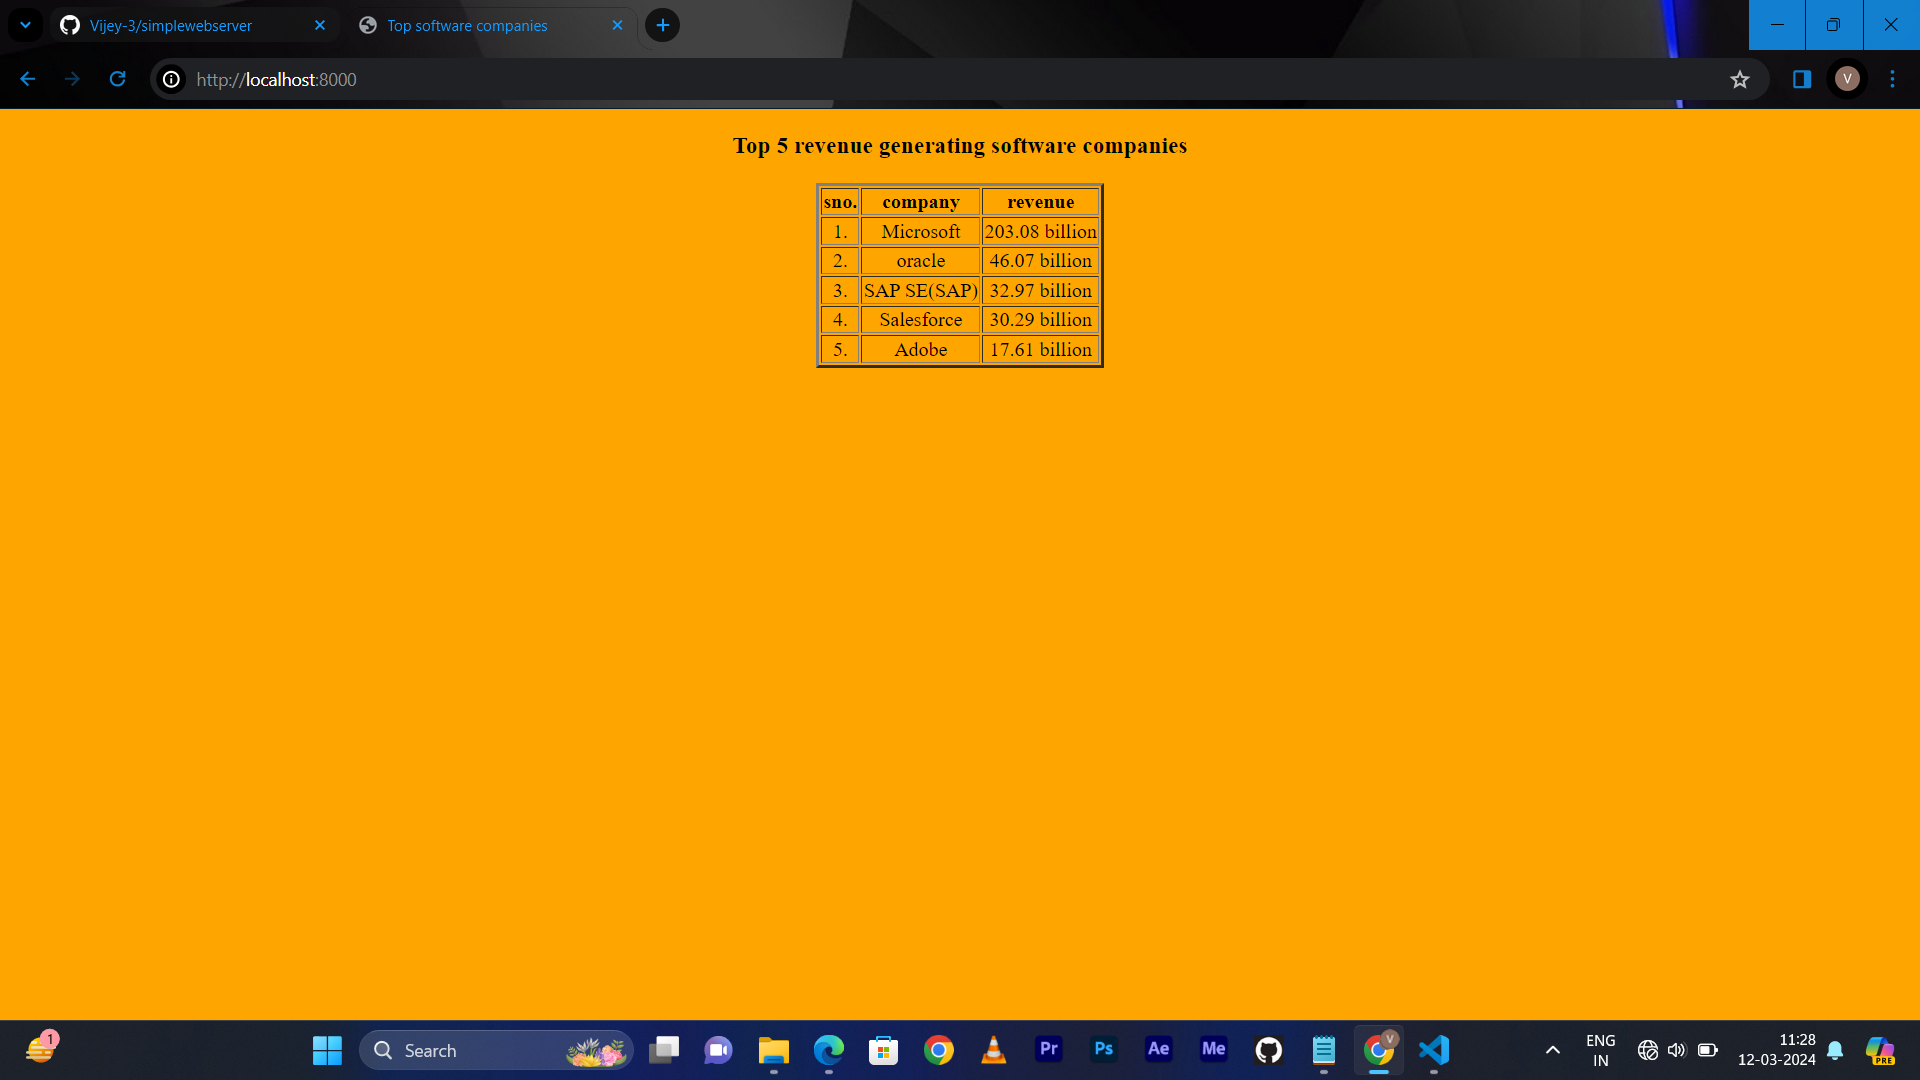 Vijey-3/simplewebserver
Top software companies
http://localhost:8000
V
Top 5 revenue generating software companies
sno. company revenue
1. Microsoft 203.08 billion
2. oracle 46.07 billion
3. SAP SE(SAP) 32.97 billion
4. Salesforce 30.29 billion
5. Adobe 17.61 billion
1
Search
Pr
Ps
Ae
Me
V
ENG
IN
11:28
12-03-2024
PRE